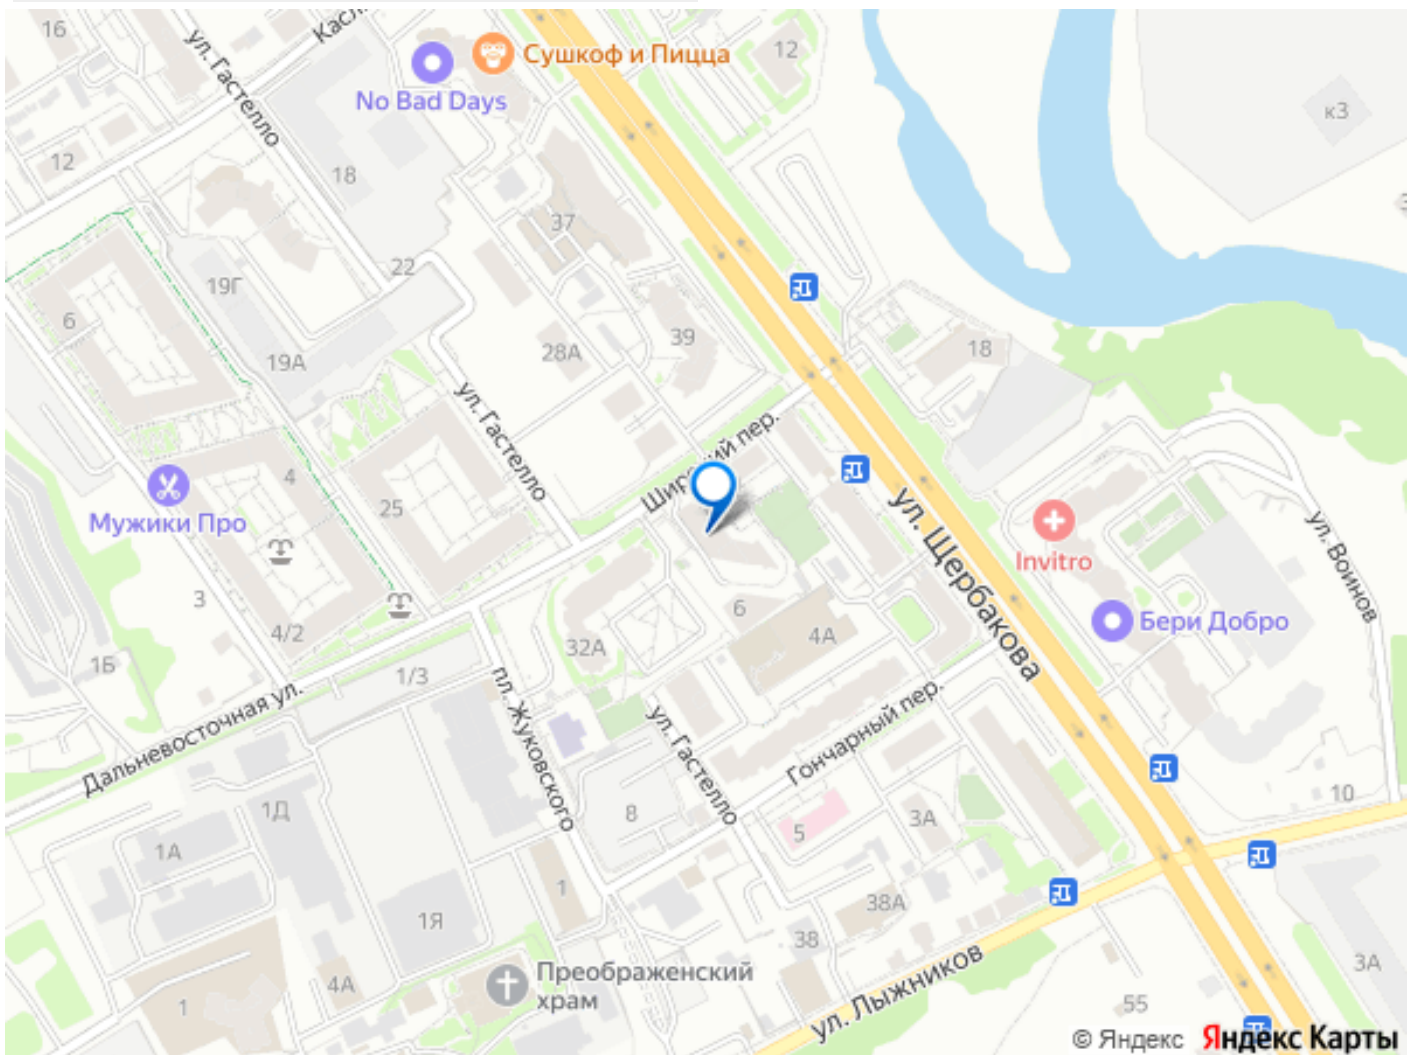 16
ул. Гастелло
Касл
Сушкоф и Пицца
No Bad Days
12
к3
12
18
37
22
19Г
6
19А
28А
39
18
ул. Гастелло
Широкий пер.
4
25
Мужики Про
ул. Щербакова
Invitro
ул. Воинов
3
4/2
6
4А
Бери Добро
32А
1Б
1/3
Дальневосточная ул.
пл. Жуковского
ул. Гастелло
Гончарный пер.
10
1Д
8
5
3А
1А
1
38А
1Я
38
Преображенский
храм
4А
1
ул. Лыжников
3А
55
© Яндекс Яндекс Карты